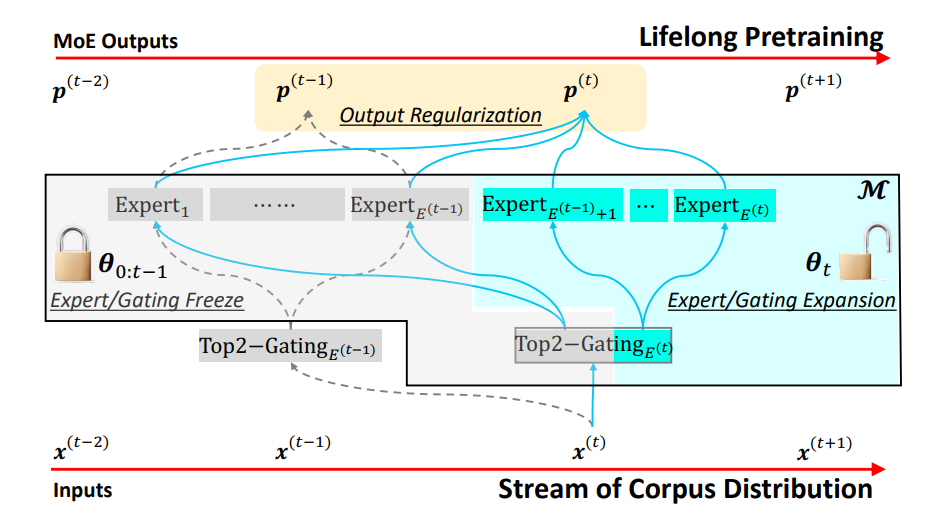 MoE Outputs
Lifelong Pretraining
p^(t−2) p^(t−1) p^(t) p^(t+1)
Output Regularization
ℳ
Expert_1 ⋯⋯ Expert_E^(t−1) Expert_E^(t−1)+1 ⋯ Expert_E^(t)
θ_0:t−1 θ_t
Expert/Gating Freeze Expert/Gating Expansion
Top2−Gating_E^(t−1) Top2−Gating_E^(t)
x^(t−2) x^(t−1) x^(t) x^(t+1)
Inputs
Stream of Corpus Distribution